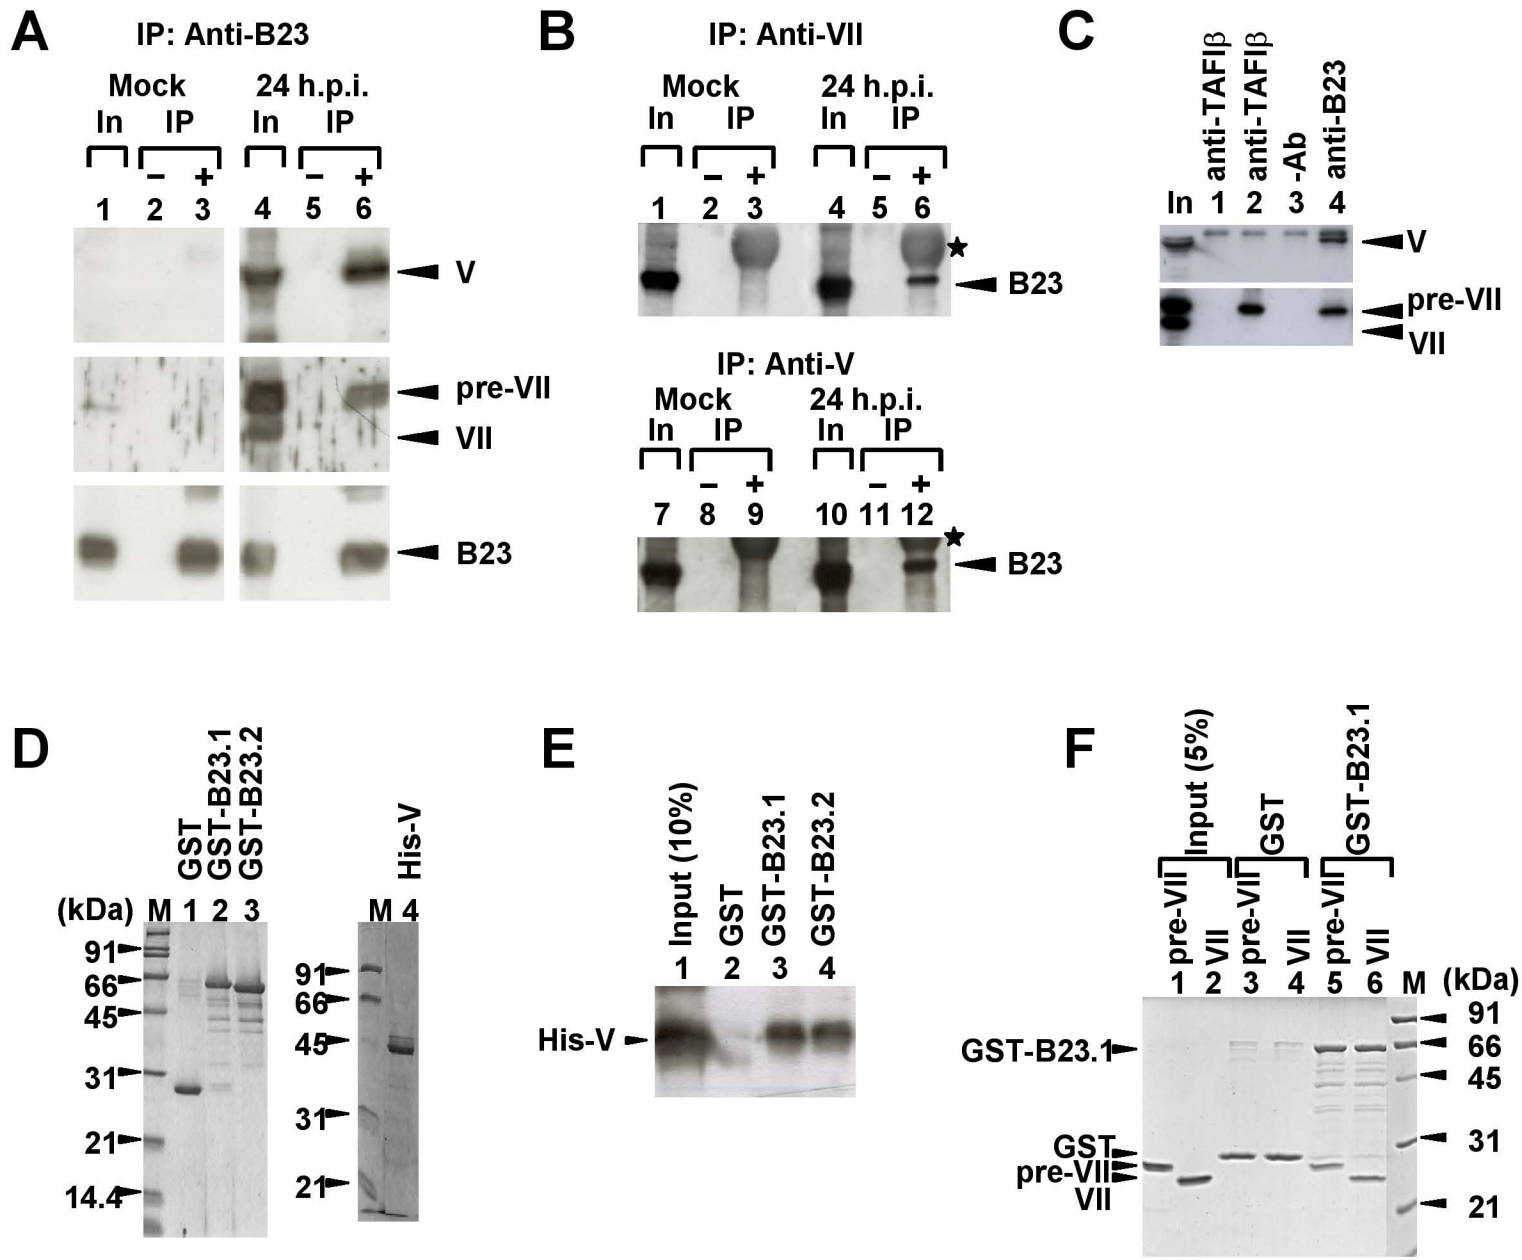 A
IP: Anti-B23
Mock
24 h.p.i.
In IP In IP
– + – +
1 2 3 4 5 6
V
pre-VII
VII
B23
B
IP: Anti-VII
Mock 24 h.p.i.
In IP In IP
– + – +
1 2 3 4 5 6
★
B23
IP: Anti-V
Mock 24 h.p.i.
In IP In IP
– + – +
7 8 9 10 11 12
★
B23
C
anti-TAFIβ
anti-TAFIβ
-Ab
anti-B23
In 1 2 3 4
V
pre-VII
VII
D
GST
GST-B23.1
GST-B23.2
(kDa) M 1 2 3
91
66
45
31
21
14.4
His-V
M 4
91
66
45
31
21
E
Input (10%)
GST
GST-B23.1
GST-B23.2
1 2 3 4
His-V
F
Input (5%)
GST
GST-B23.1
pre-VII
VII
pre-VII
VII
pre-VII
VII
1 2 3 4 5 6 M (kDa)
GST-B23.1
GST
pre-VII
VII
91
66
45
31
21